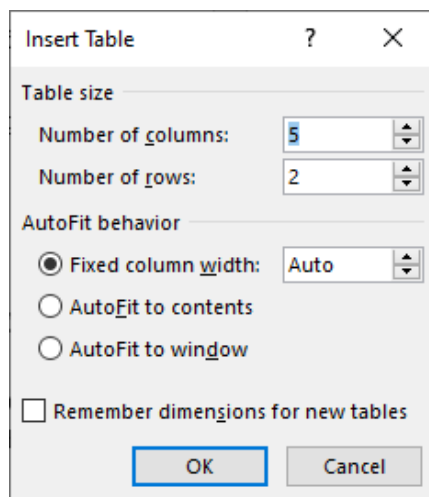 Insert Table ?
Table size
Number of columns: 5
Number of rows: 2
AutoFit behavior
Fixed column width: Auto
AutoFit to contents
AutoFit to window
Remember dimensions for new tables
OK Cancel